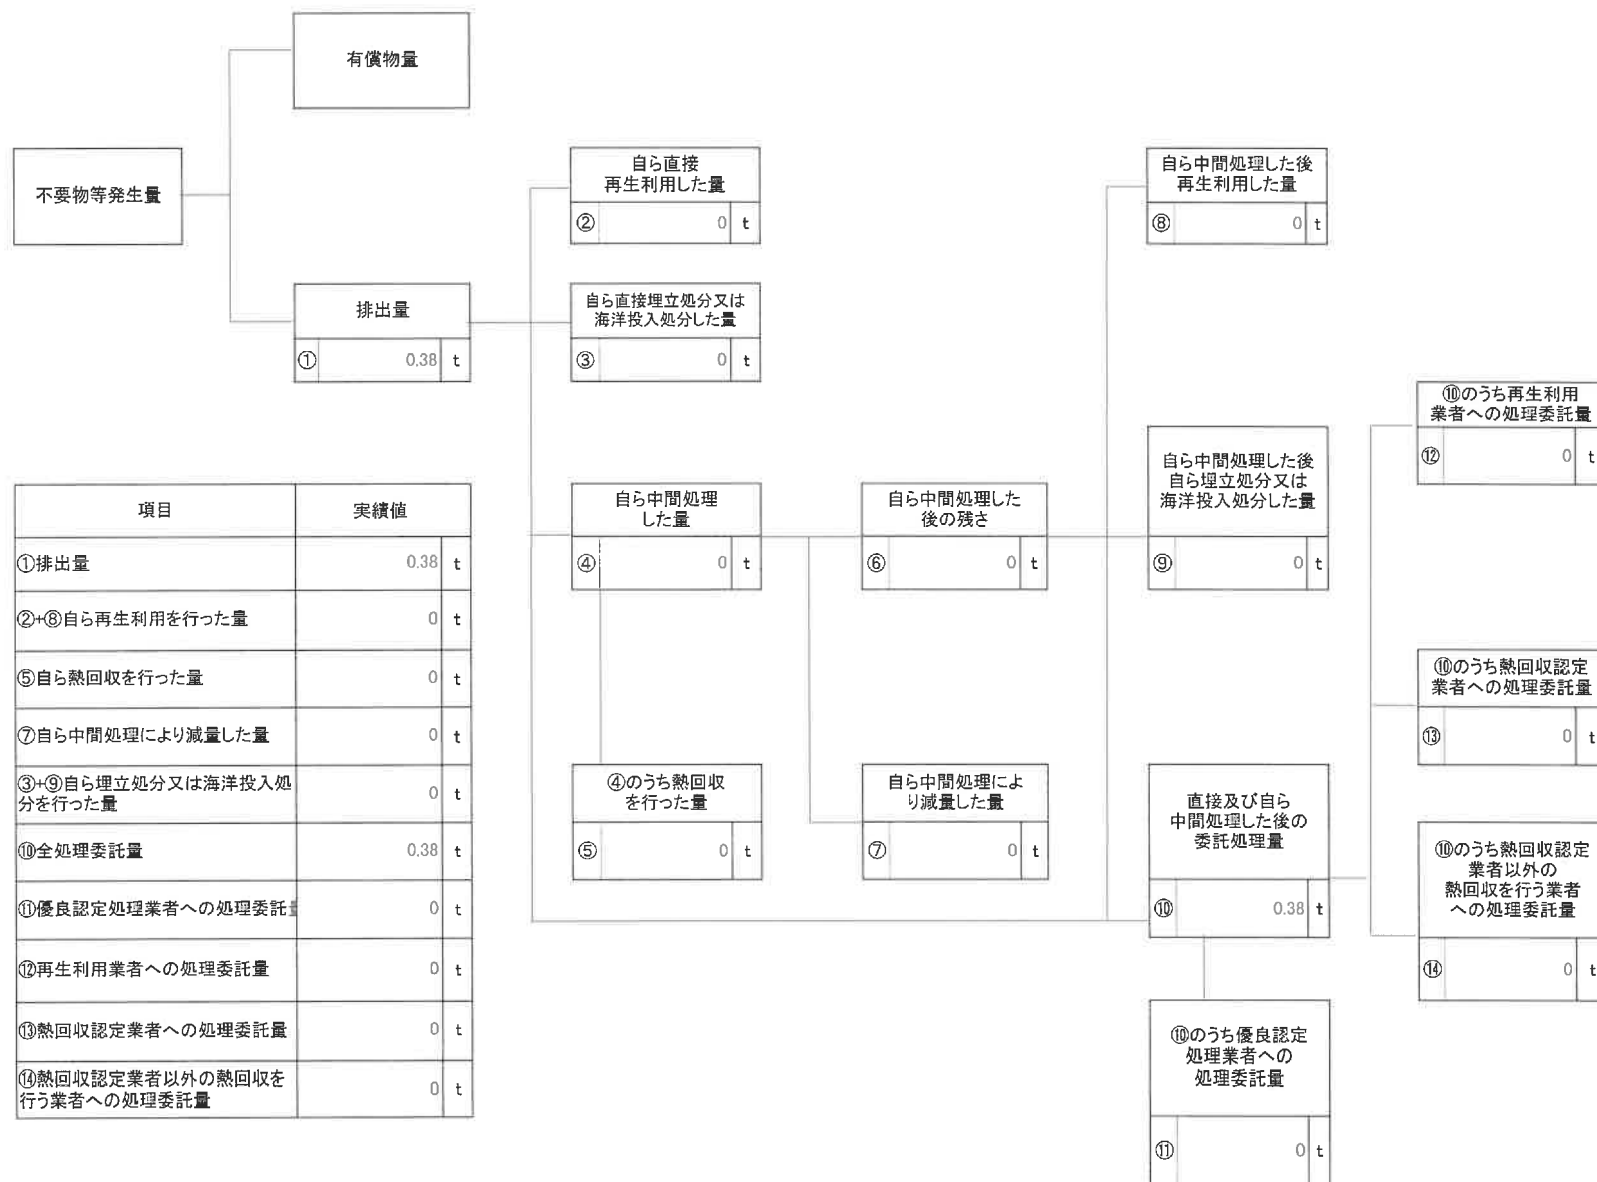 有償物量
不要物等発生量
排出量
① 0.38 t
自ら直接
再生利用した量
② 0 t
自ら直接埋立処分又は
海洋投入処分した量
③ 0 t
自ら中間処理
した量
④ 0 t
④のうち熱回収
を行った量
⑤ 0 t
自ら中間処理した
後の残さ
⑥ 0 t
自ら中間処理によ
り減量した量
⑦ 0 t
自ら中間処理した後
再生利用した量
⑧ 0 t
自ら中間処理した後
自ら埋立処分又は
海洋投入処分した量
⑨ 0 t
直接及び自ら
中間処理した後の
委託処理量
⑩ 0.38 t
⑩のうち優良認定
処理業者への
処理委託量
⑪ 0 t
⑩のうち再生利用
業者への処理委託量
⑫ 0 t
⑩のうち熱回収認定
業者への処理委託量
⑬ 0 t
⑩のうち熱回収認定
業者以外の
熱回収を行う業者
への処理委託量
⑭ 0 t
項目 実績値
①排出量 0.38 t
②+⑧自ら再生利用を行った量 0 t
⑤自ら熱回収を行った量 0 t
⑦自ら中間処理により減量した量 0 t
③+⑨自ら埋立処分又は海洋投入処
分を行った量 0 t
⑩全処理委託量 0.38 t
⑪優良認定処理業者への処理委託量 0 t
⑫再生利用業者への処理委託量 0 t
⑬熱回収認定業者への処理委託量 0 t
⑭熱回収認定業者以外の熱回収を
行う業者への処理委託量 0 t